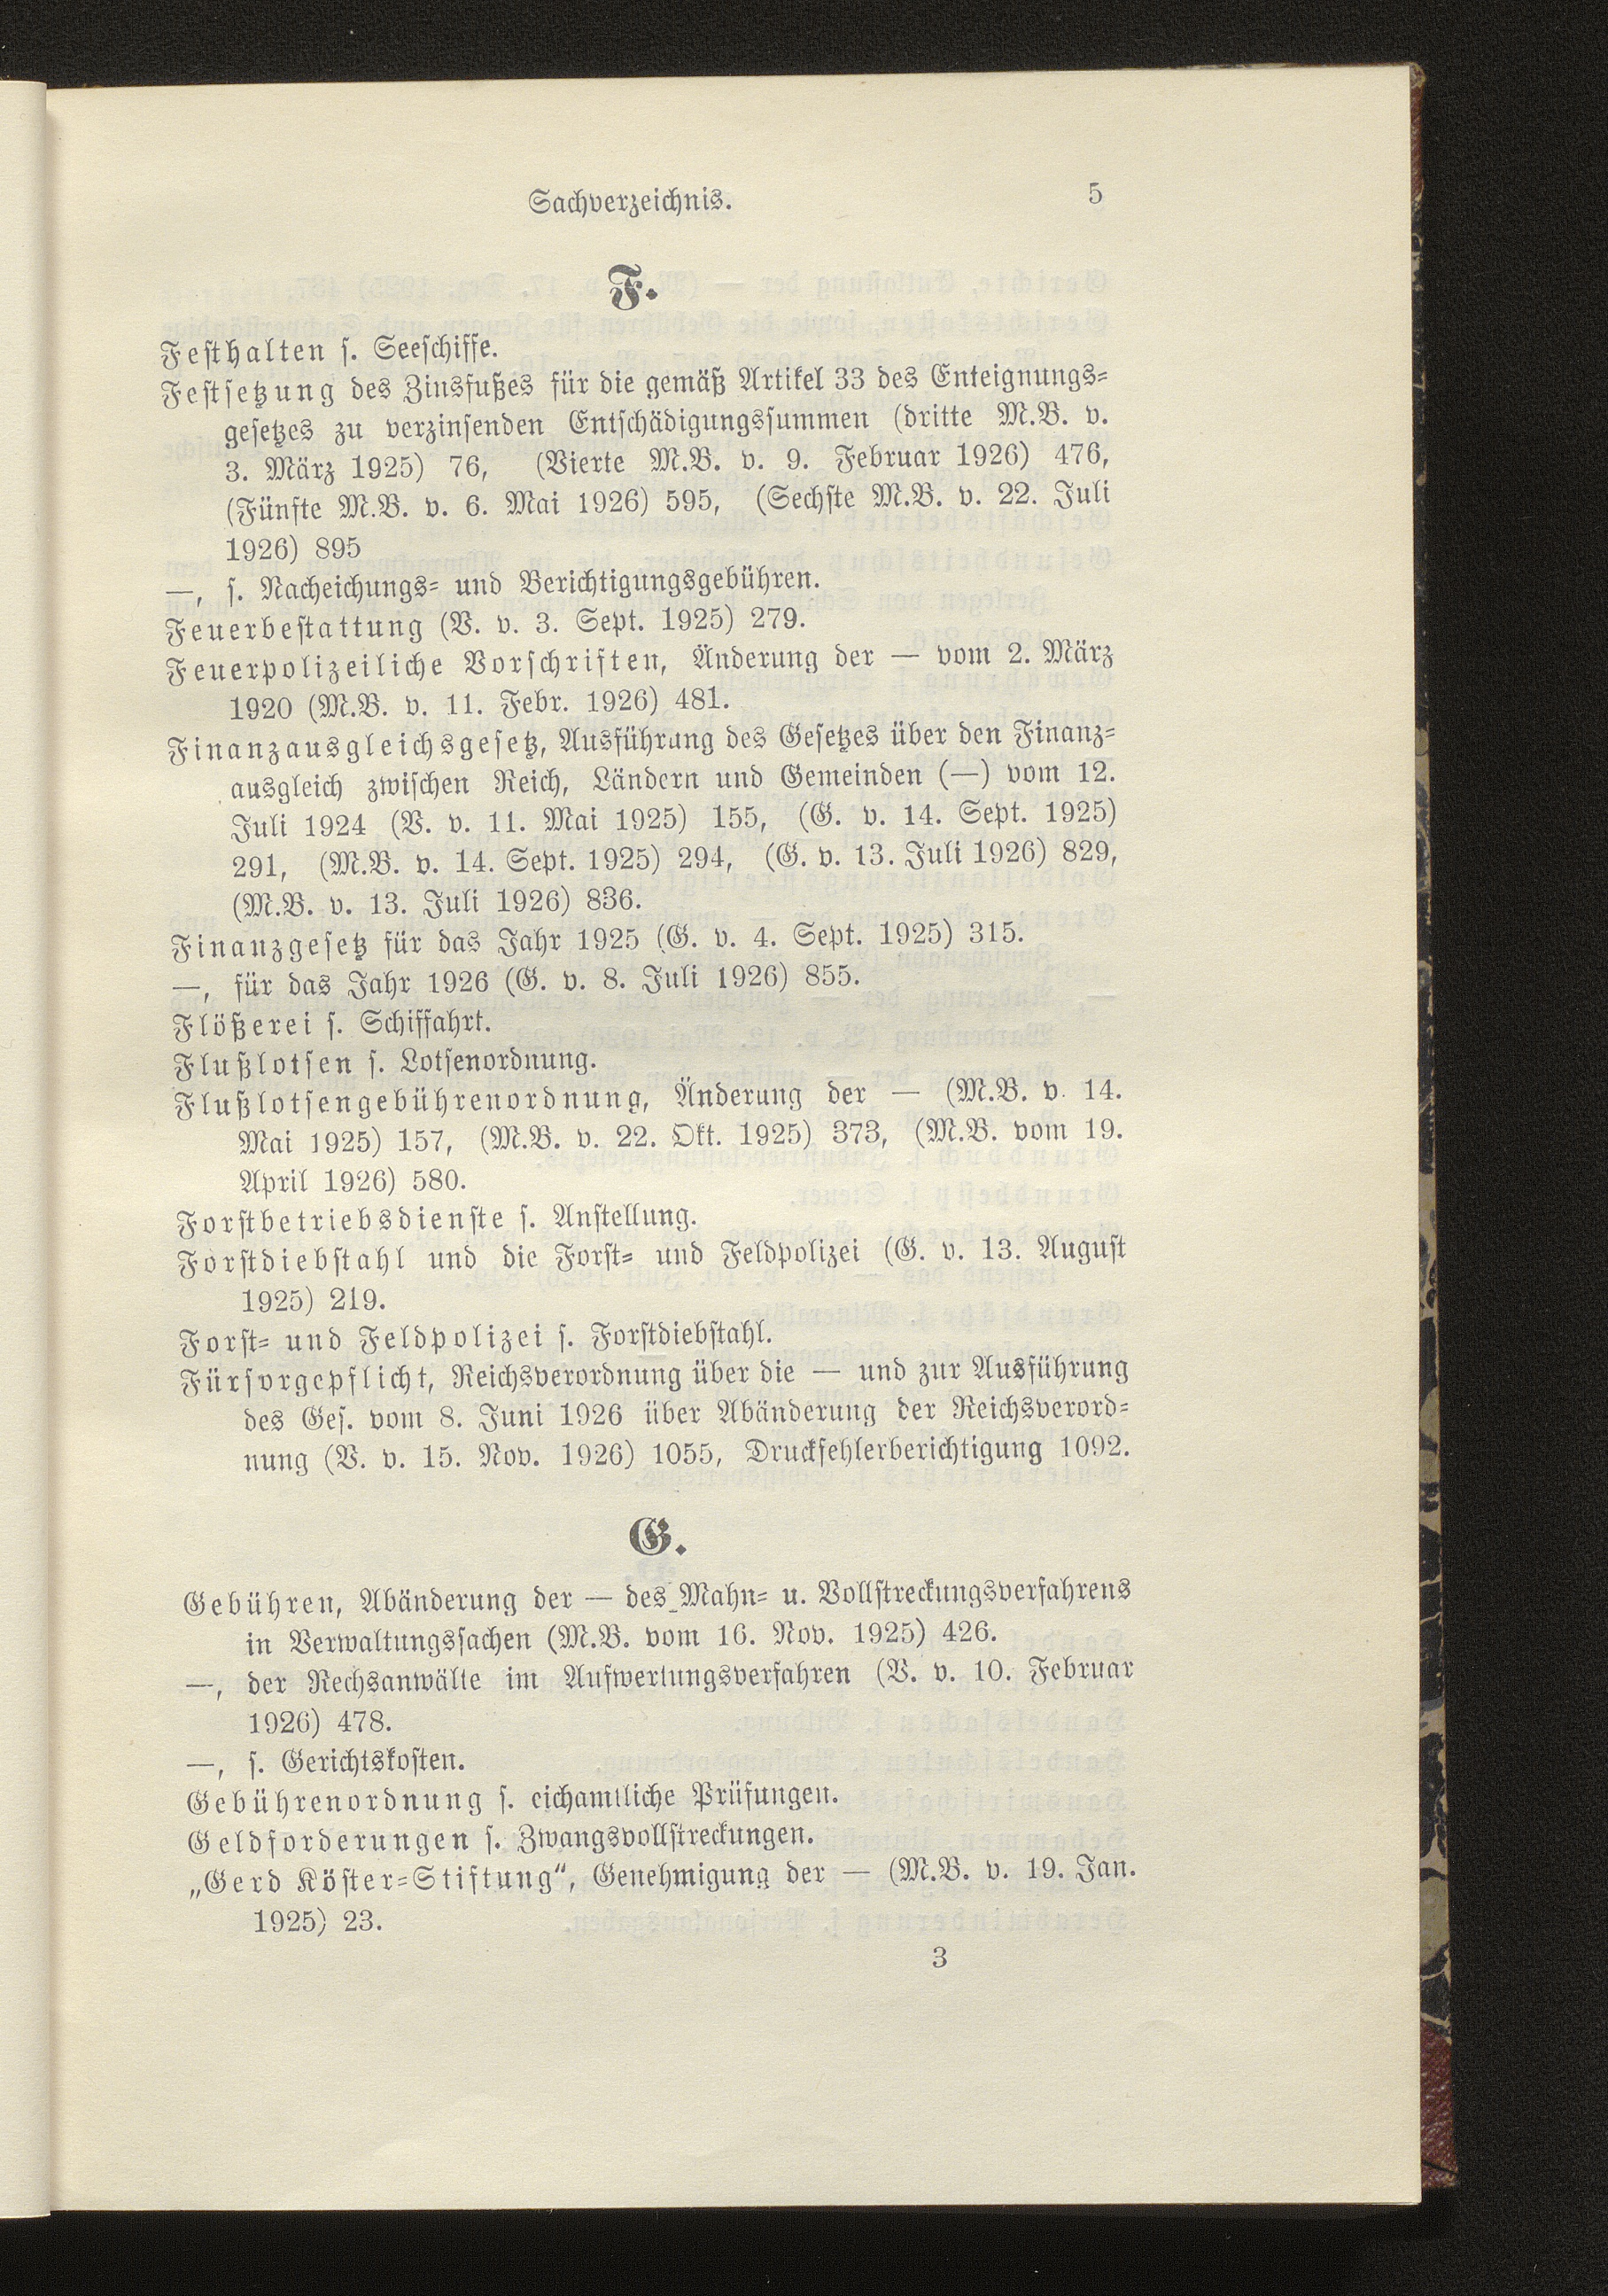 Sachverzeichnis. 5
F.
Festhalten s. Seeschiffe.
Festsetzung des Zinsfußes für die gemäß Artikel 33 des Enteignungs-
gesetzes zu verzinsenden Entschädigungssummen (dritte M.B. v.
3. März 1925) 76, (Vierte M.B. v. 9. Februar 1926) 476,
(Fünfte M.B. v. 6. Mai 1926) 595, (Sechste M.B. v. 22. Juli
1926) 895
—, s. Nacheichungs- und Berichtigungsgebühren.
Feuerbestattung (V. v. 3. Sept. 1925) 279.
Feuerpolizeiliche Vorschriften, Änderung der — vom 2. März
1920 (M.B. v. 11. Febr. 1926) 481.
Finanzausgleichsgesetz, Ausführung des Gesetzes über den Finanz-
ausgleich zwischen Reich, Ländern und Gemeinden (—) vom 12.
Juli 1924 (V. v. 11. Mai 1925) 155, (G. v. 14. Sept. 1925)
291, (M.B. v. 14. Sept. 1925) 294, (G. v. 13. Juli 1926) 829,
(M.B. v. 13. Juli 1926) 836.
Finanzgesetz für das Jahr 1925 (G. v. 4. Sept. 1925) 315.
—, für das Jahr 1926 (G. v. 8. Juli 1926) 855.
Flößerei s. Schiffahrt.
Flußlotsen s. Lotsenordnung.
Flußlotsengebührenordnung, Änderung der — (M.B. v. 14.
Mai 1925) 157, (M.B. v. 22. Okt. 1925) 373, (M.B. vom 19.
April 1926) 580.
Forstbetriebsdienste s. Anstellung.
Forstdiebstahl und die Forst- und Feldpolizei (G. v. 13. August
1925) 219.
Forst- und Feldpolizei s. Forstdiebstahl.
Fürsorgepflicht, Reichsverordnung über die — und zur Ausführung
des Ges. vom 8. Juni 1926 über Abänderung der Reichsverord-
nung (V. v. 15. Nov. 1926) 1055, Druckfehlerberichtigung 1092.
G.
Gebühren, Abänderung der — des Mahn- u. Vollstreckungsverfahrens
in Verwaltungssachen (M.B. vom 16. Nov. 1925) 426.
—, der Rechsanwälte im Aufwertungsverfahren (V. v. 10. Februar
1926) 478.
—, s. Gerichtskosten.
Gebührenordnung s. eichamtliche Prüfungen.
Geldforderungen s. Zwangsvollstreckungen.
„Gerd Köster-Stiftung“, Genehmigung der — (M.B. v. 19. Jan.
1925) 23.
3